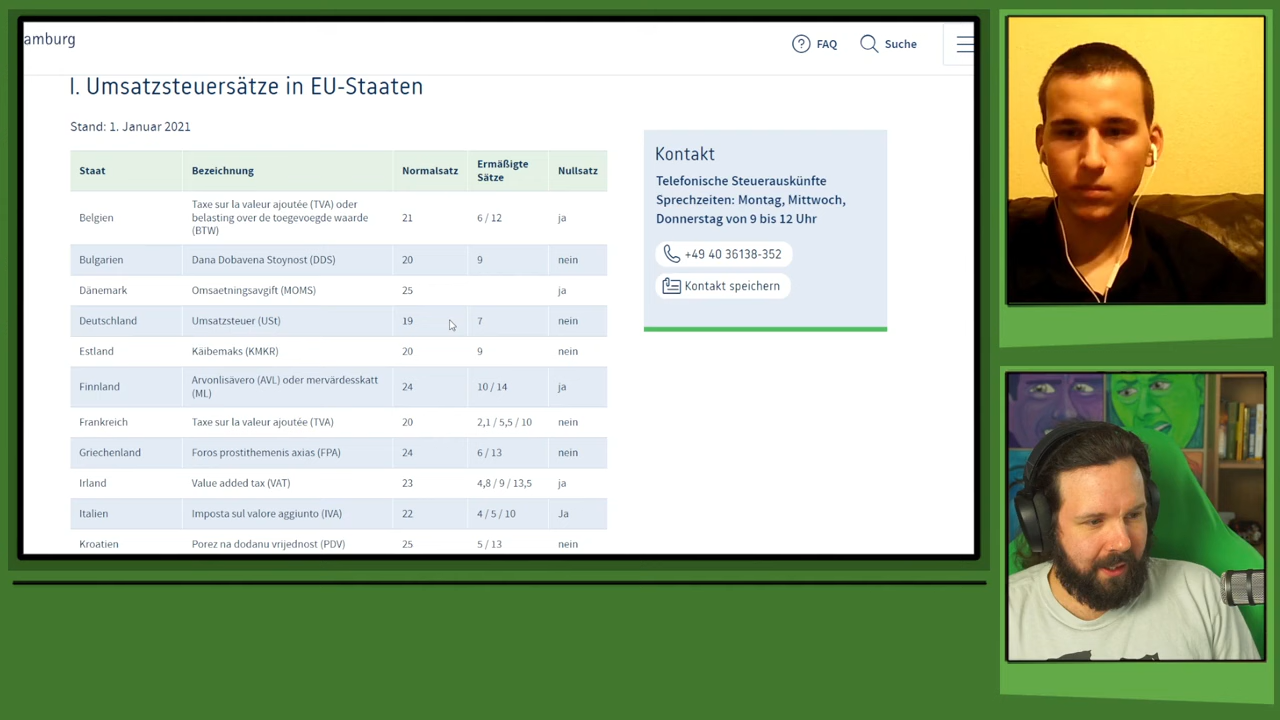 amburg
FAQ
Suche
I. Umsatzsteuersätze in EU-Staaten
Stand: 1. Januar 2021
Staat Bezeichnung Normalsatz Ermäßigte Sätze Nullsatz
Belgien Taxe sur la valeur ajoutée (TVA) oder belasting over de toegevoegde waarde (BTW) 21 6 / 12 ja
Bulgarien Dana Dobavena Stoynost (DDS) 20 9 nein
Dänemark Omsaetningsavgift (MOMS) 25 ja
Deutschland Umsatzsteuer (USt) 19 7 nein
Estland Käibemaks (KMKR) 20 9 nein
Finnland Arvonlisävero (AVL) oder mervärdesskatt (ML) 24 10 / 14 ja
Frankreich Taxe sur la valeur ajoutée (TVA) 20 2,1 / 5,5 / 10 nein
Griechenland Foros prostithemenis axias (FPA) 24 6 / 13 nein
Irland Value added tax (VAT) 23 4,8 / 9 / 13,5 ja
Italien Imposta sul valore aggiunto (IVA) 22 4 / 5 / 10 Ja
Kroatien Porez na dodanu vrijednost (PDV) 25 5 / 13 nein
Kontakt
Telefonische Steuerauskünfte
Sprechzeiten: Montag, Mittwoch,
Donnerstag von 9 bis 12 Uhr
+49 40 36138-352
Kontakt speichern